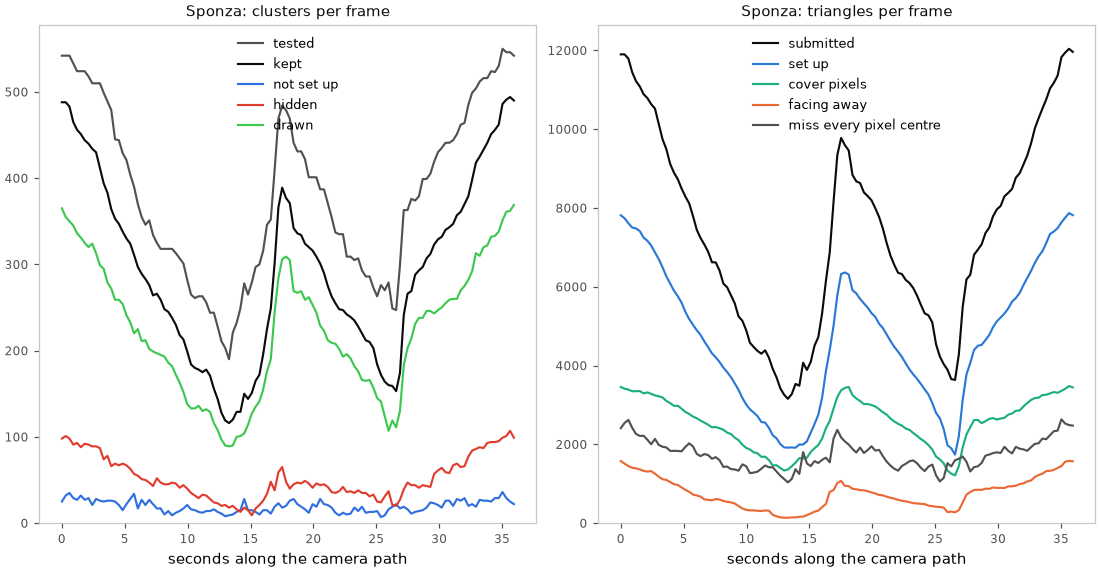 Sponza: clusters per frame
tested
kept
not set up
hidden
drawn
500
400
300
200
100
0
0 5 10 15 20 25 30 35
seconds along the camera path
Sponza: triangles per frame
submitted
set up
cover pixels
facing away
miss every pixel centre
12000
10000
8000
6000
4000
2000
0
0 5 10 15 20 25 30 35
seconds along the camera path